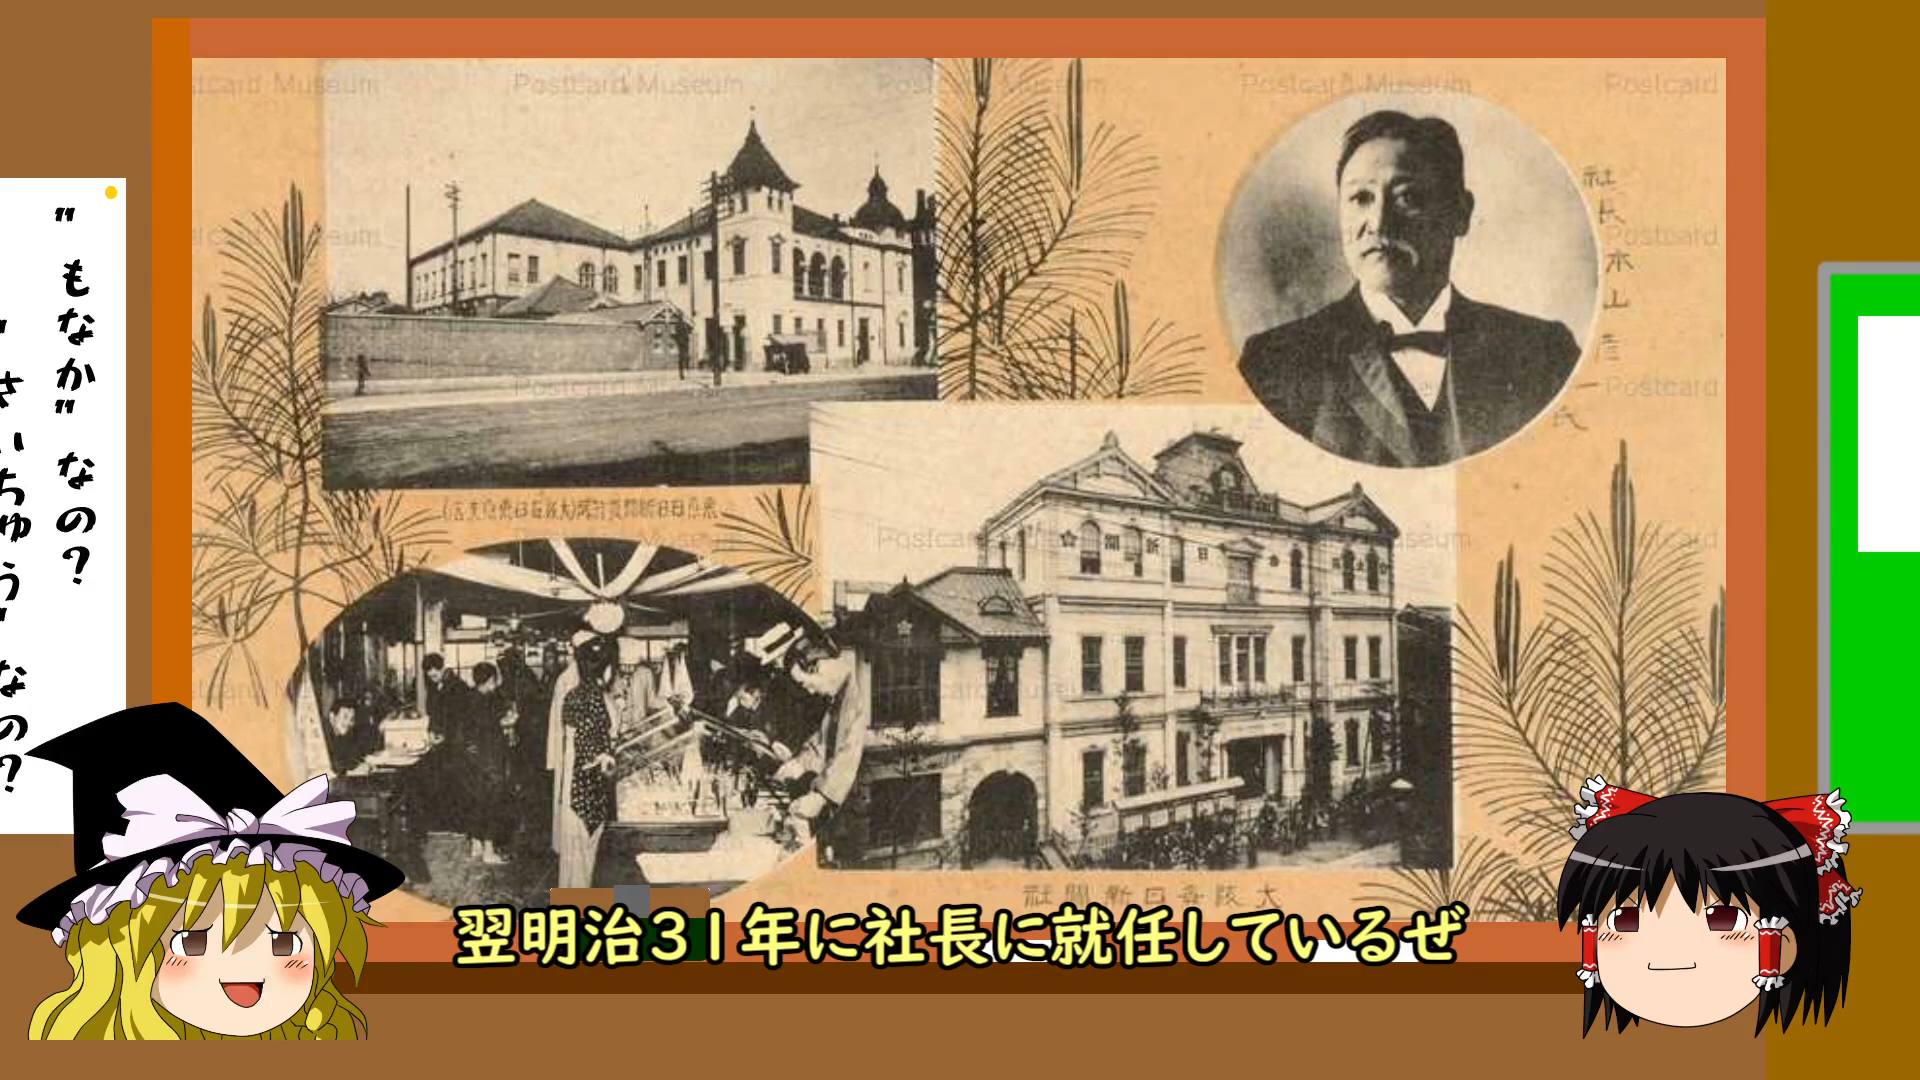 "もなか"なの?
"さいちゅう"なの?
Postcard Museum
社長本山彦一氏
大阪毎日新聞社
翌明治31年に社長に就任しているぜ